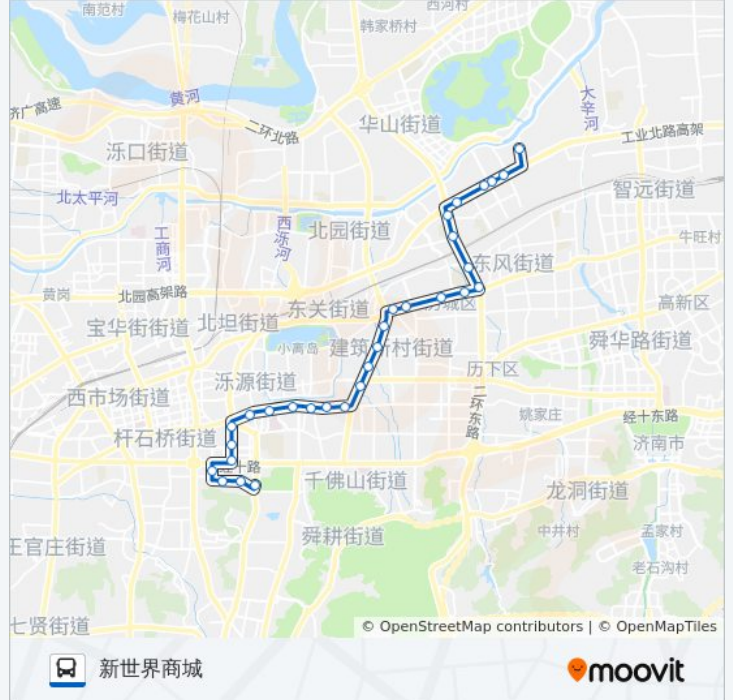 南范村
梅花山村
西河村
韩家桥村
黄河
济广高速
二环北路
华山街道
大辛河
工业北路高架
泺口街道
智远街道
北太平河
西泺河
北园街道
工商河
牛旺村
东风街道
黄岗
北园高架路
东关街道
历城区
高新区
宝华街街道
北坦街道
小离岛
建筑新村街道
舜华路街道
历下区
泺源街道
西市场街道
二环东路
姚家庄
经十东路
杆石桥街道
济南市
经十路
千佛山街道
龙洞街道
舜耕街道
中井村
孟家村
王官庄街道
老石沟村
七贤街道
© OpenStreetMap contributors | © OpenMapTiles
新世界商城
moovit